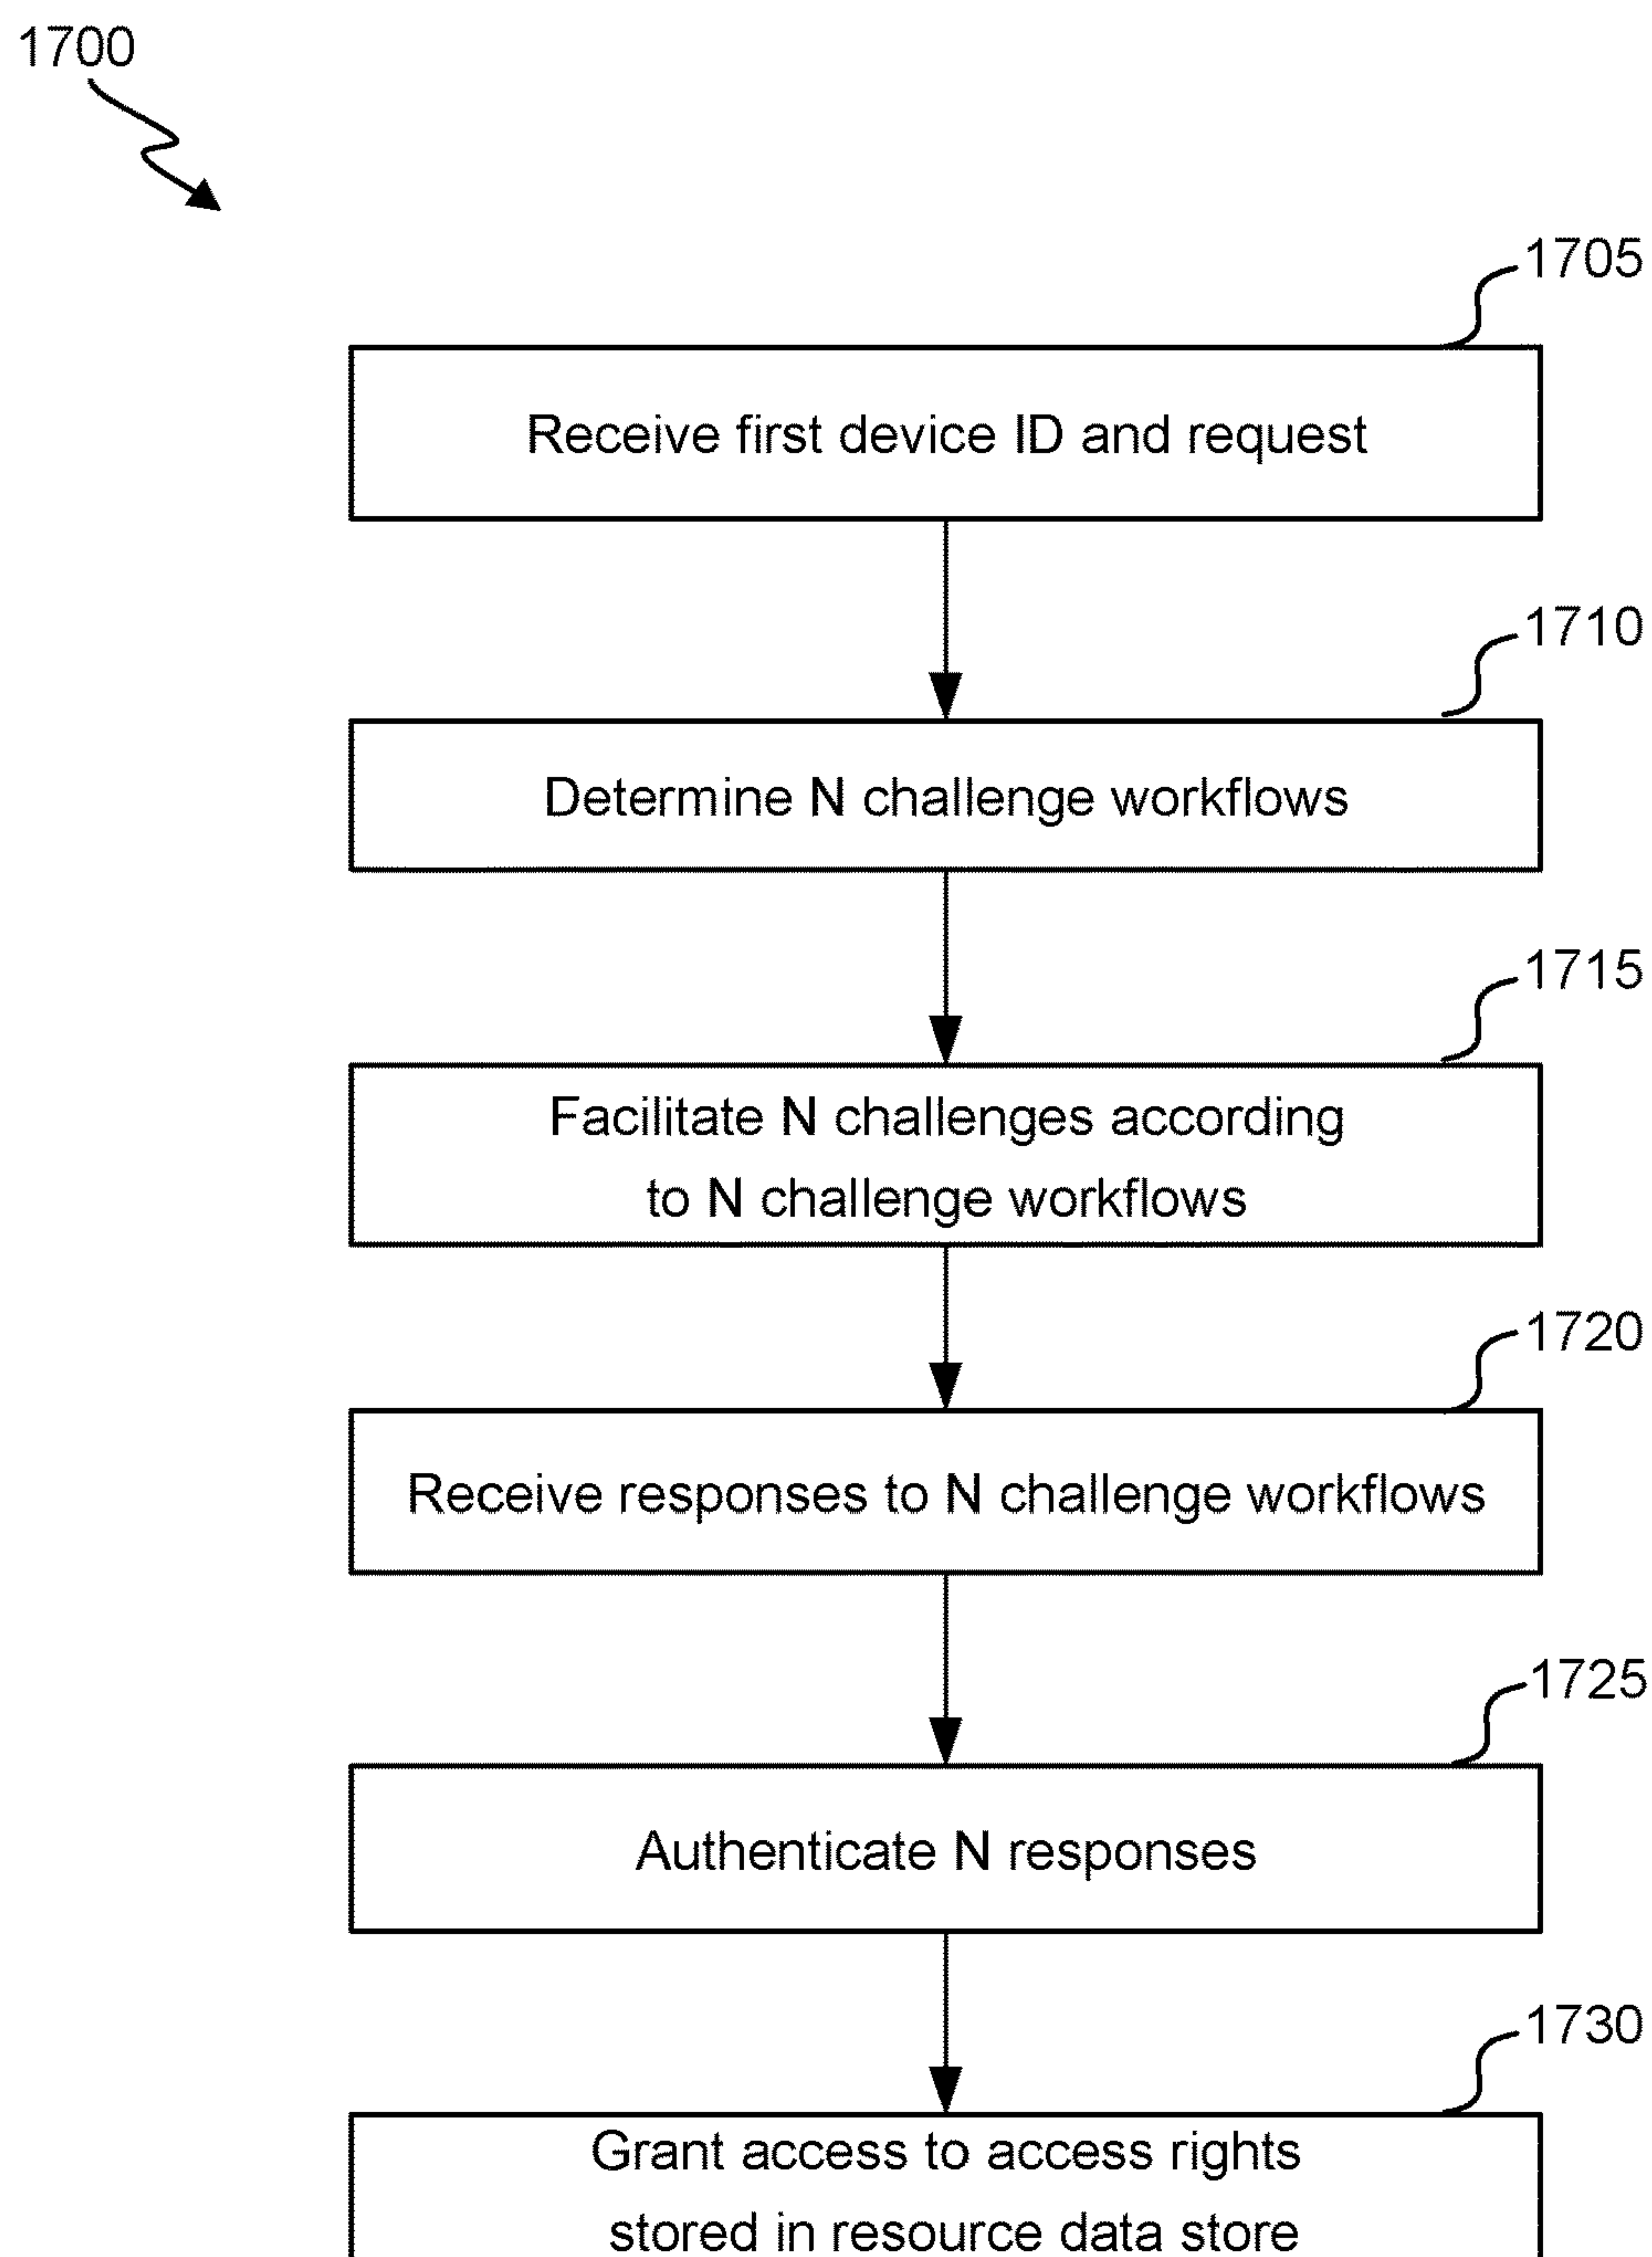 1700
1705
Receive first device ID and request
1710
Determine N challenge workflows
1715
Facilitate N challenges according
to N challenge workflows
1720
Receive responses to N challenge workflows
1725
Authenticate N responses
1730
Grant access to access rights
stored in resource data store